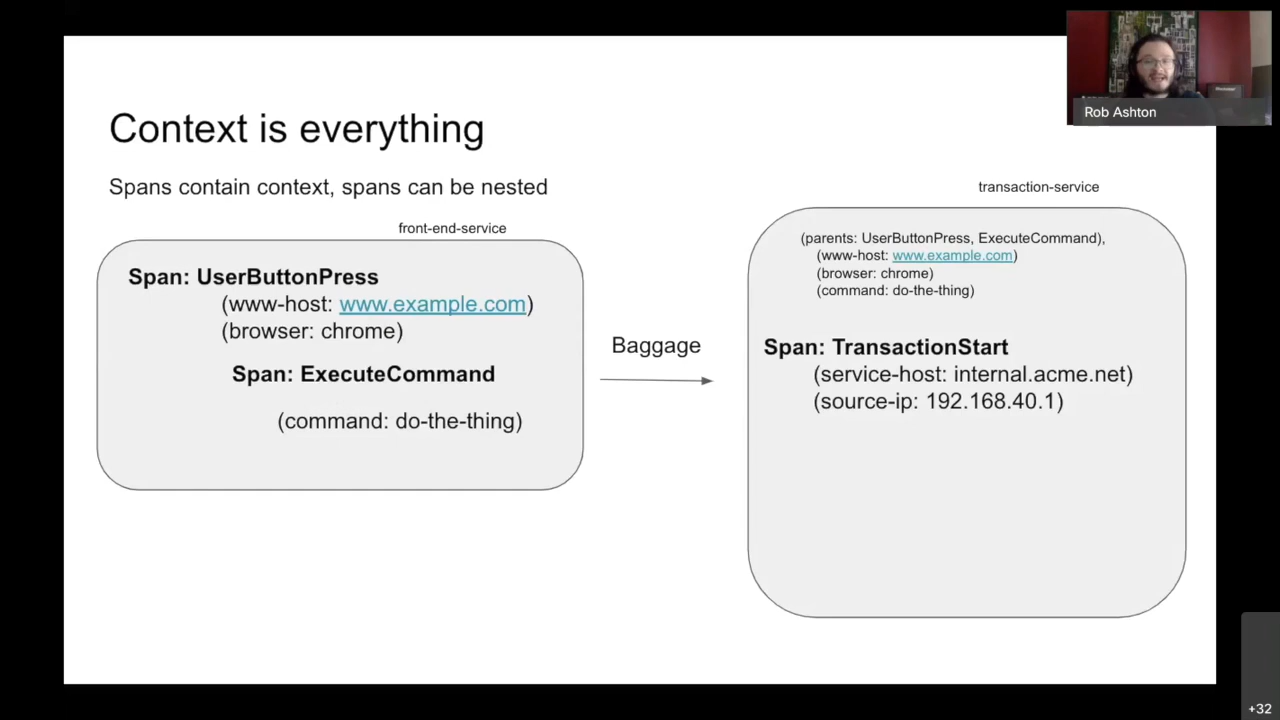 Context is everything
Spans contain context, spans can be nested
front-end-service
Span: UserButtonPress
(www-host: www.example.com)
(browser: chrome)
Span: ExecuteCommand
(command: do-the-thing)
Baggage
transaction-service
(parents: UserButtonPress, ExecuteCommand),
(www-host: www.example.com)
(browser: chrome)
(command: do-the-thing)
Span: TransactionStart
(service-host: internal.acme.net)
(source-ip: 192.168.40.1)
Rob Ashton
+32